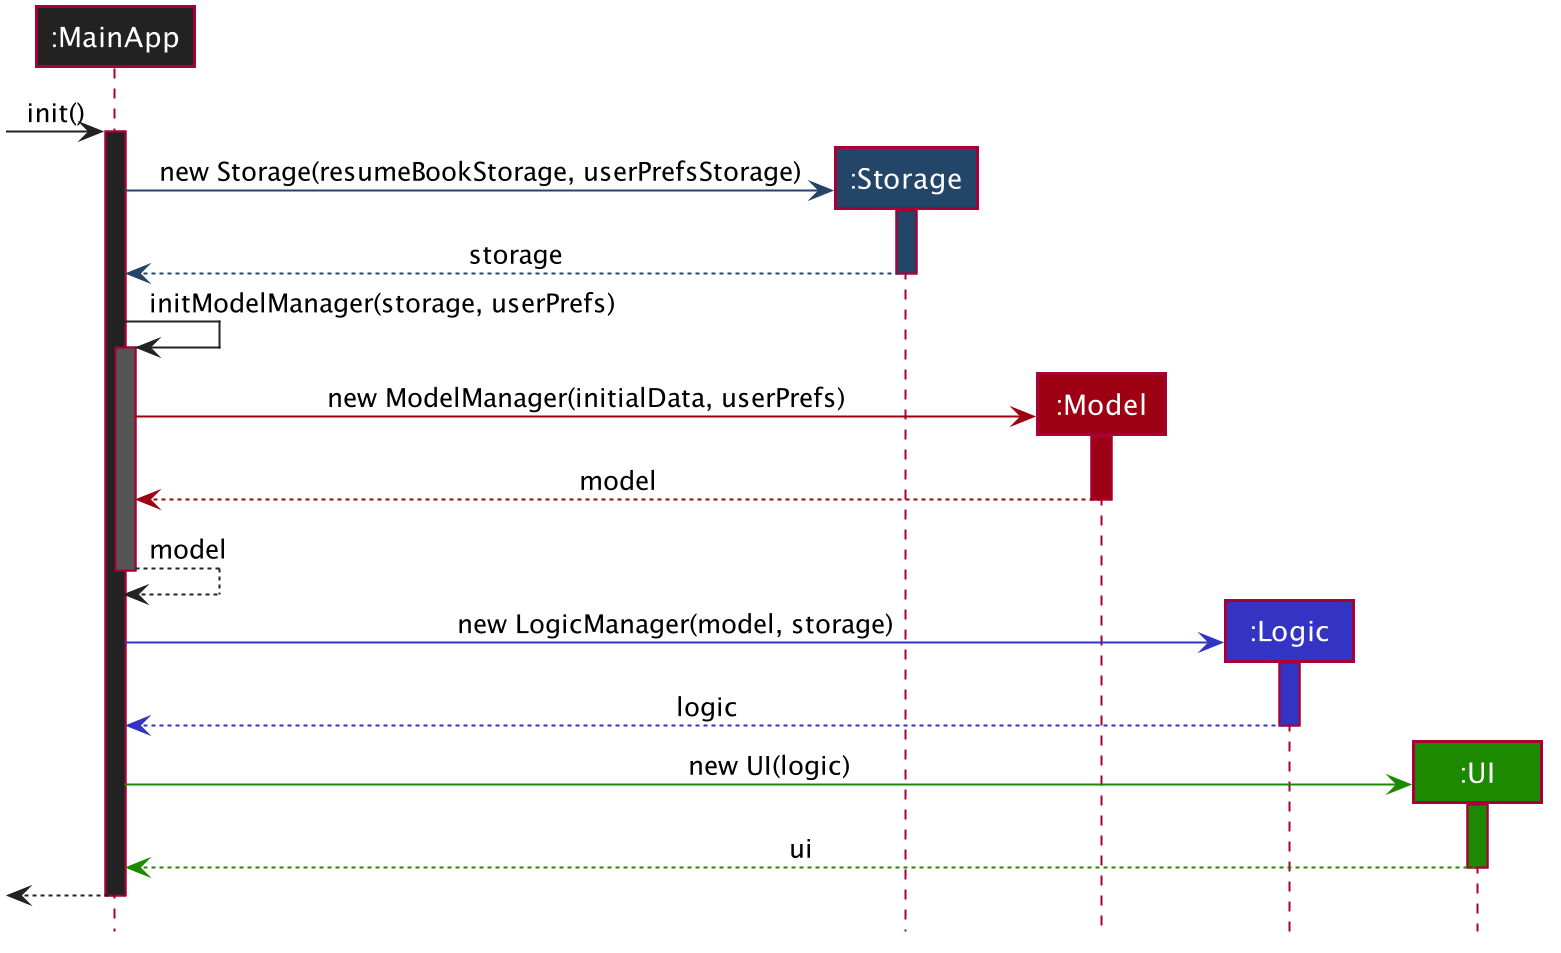 :MainApp
init()
new Storage(resumeBookStorage, userPrefsStorage)
:Storage
storage
initModelManager(storage, userPrefs)
new ModelManager(initialData, userPrefs)
:Model
model
model
new LogicManager(model, storage)
:Logic
logic
new UI(logic)
:UI
ui